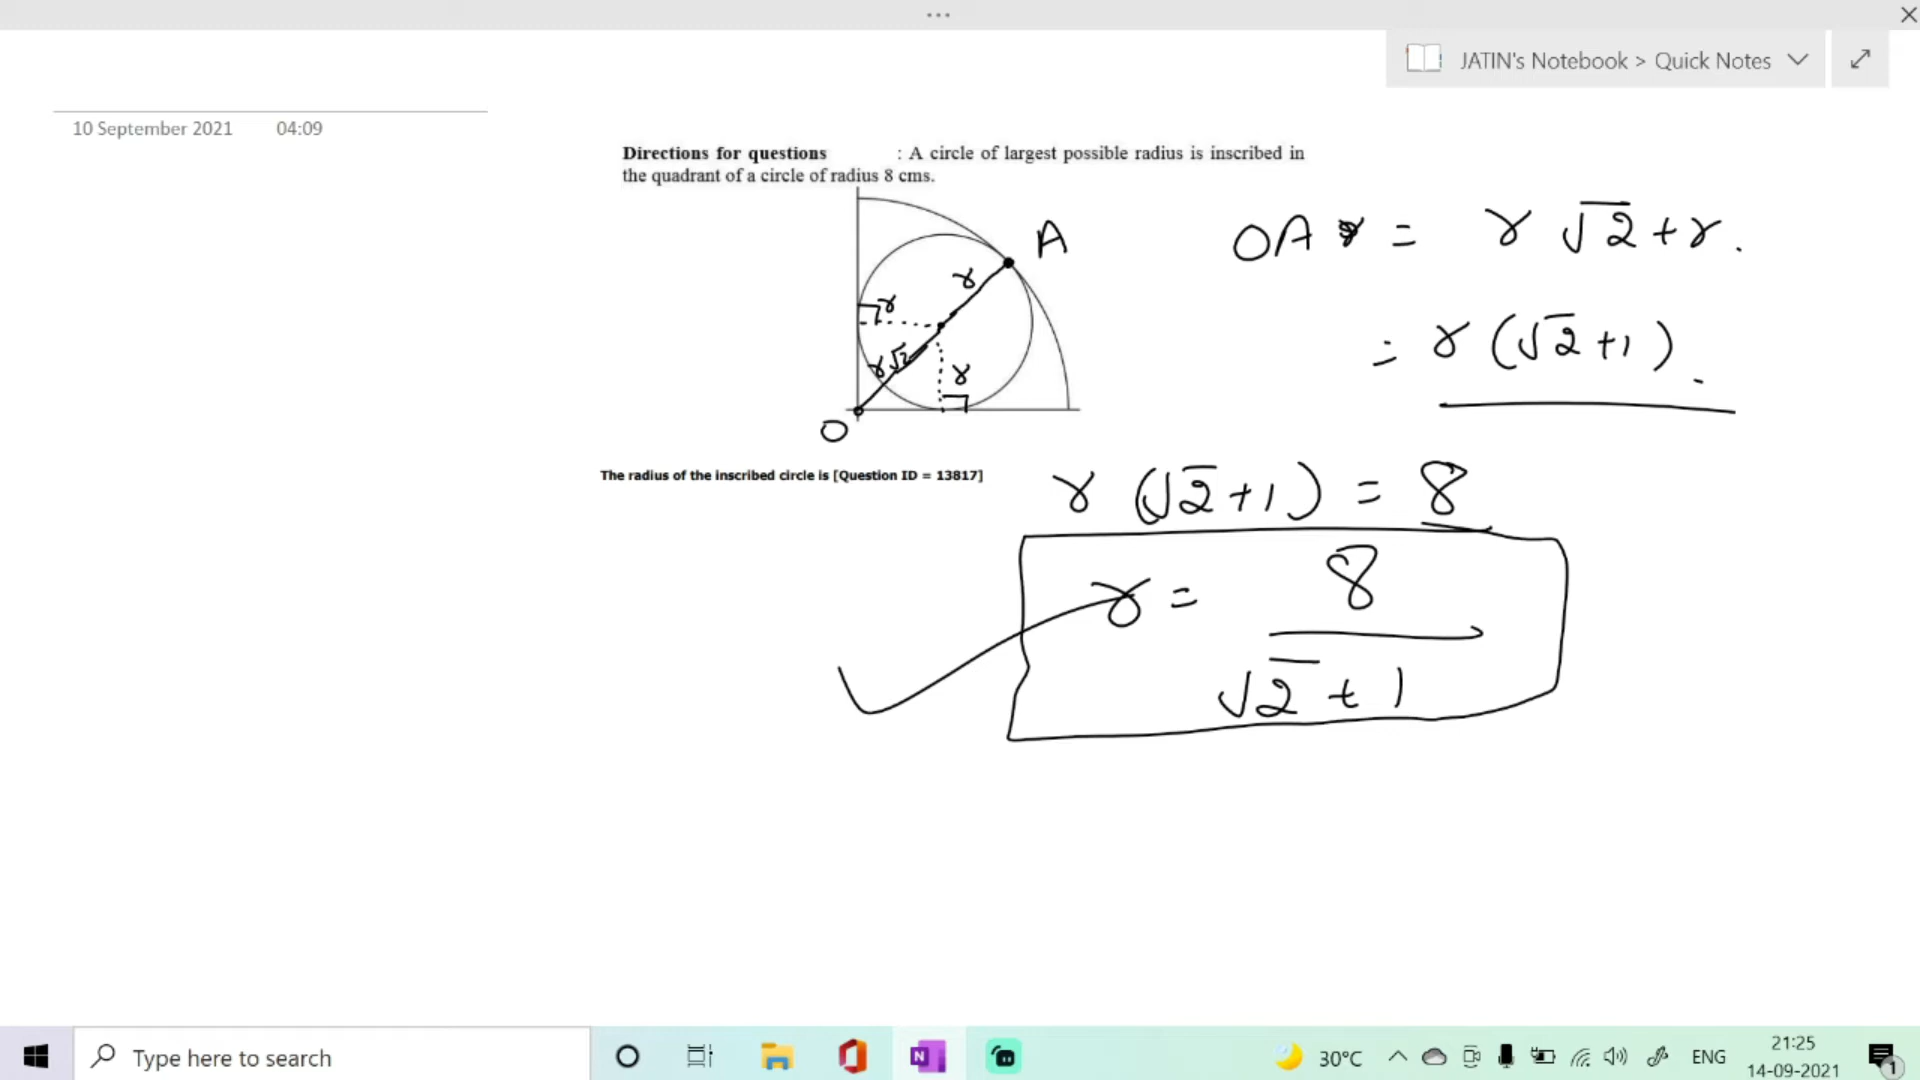 ...
JATIN's Notebook > Quick Notes
10 September 2021 04:09
Directions for questions : A circle of largest possible radius is inscribed in
the quadrant of a circle of radius 8 cms.
A
r
r
r√2
r
O
OA = r√2 + r.
= r(√2+1).
The radius of the inscribed circle is [Question ID = 13817]
r(√2+1) = 8
r = 8
√2 + 1
Type here to search
N
30°C
ENG
21:25
14-09-2021
1